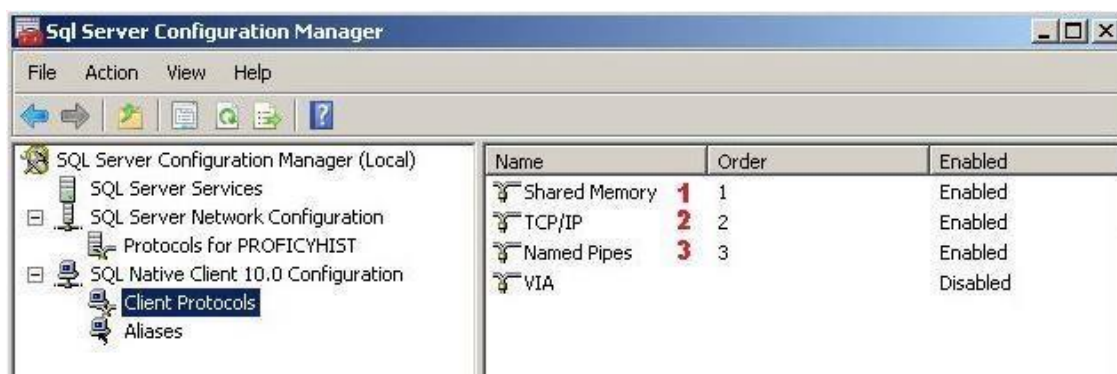 Sql Server Configuration Manager
File Action View Help
SQL Server Configuration Manager (Local)
SQL Server Services
SQL Server Network Configuration
Protocols for PROFICYHIST
SQL Native Client 10.0 Configuration
Client Protocols
Aliases
Name Order Enabled
Shared Memory 1 1 Enabled
TCP/IP 2 2 Enabled
Named Pipes 3 3 Enabled
VIA Disabled